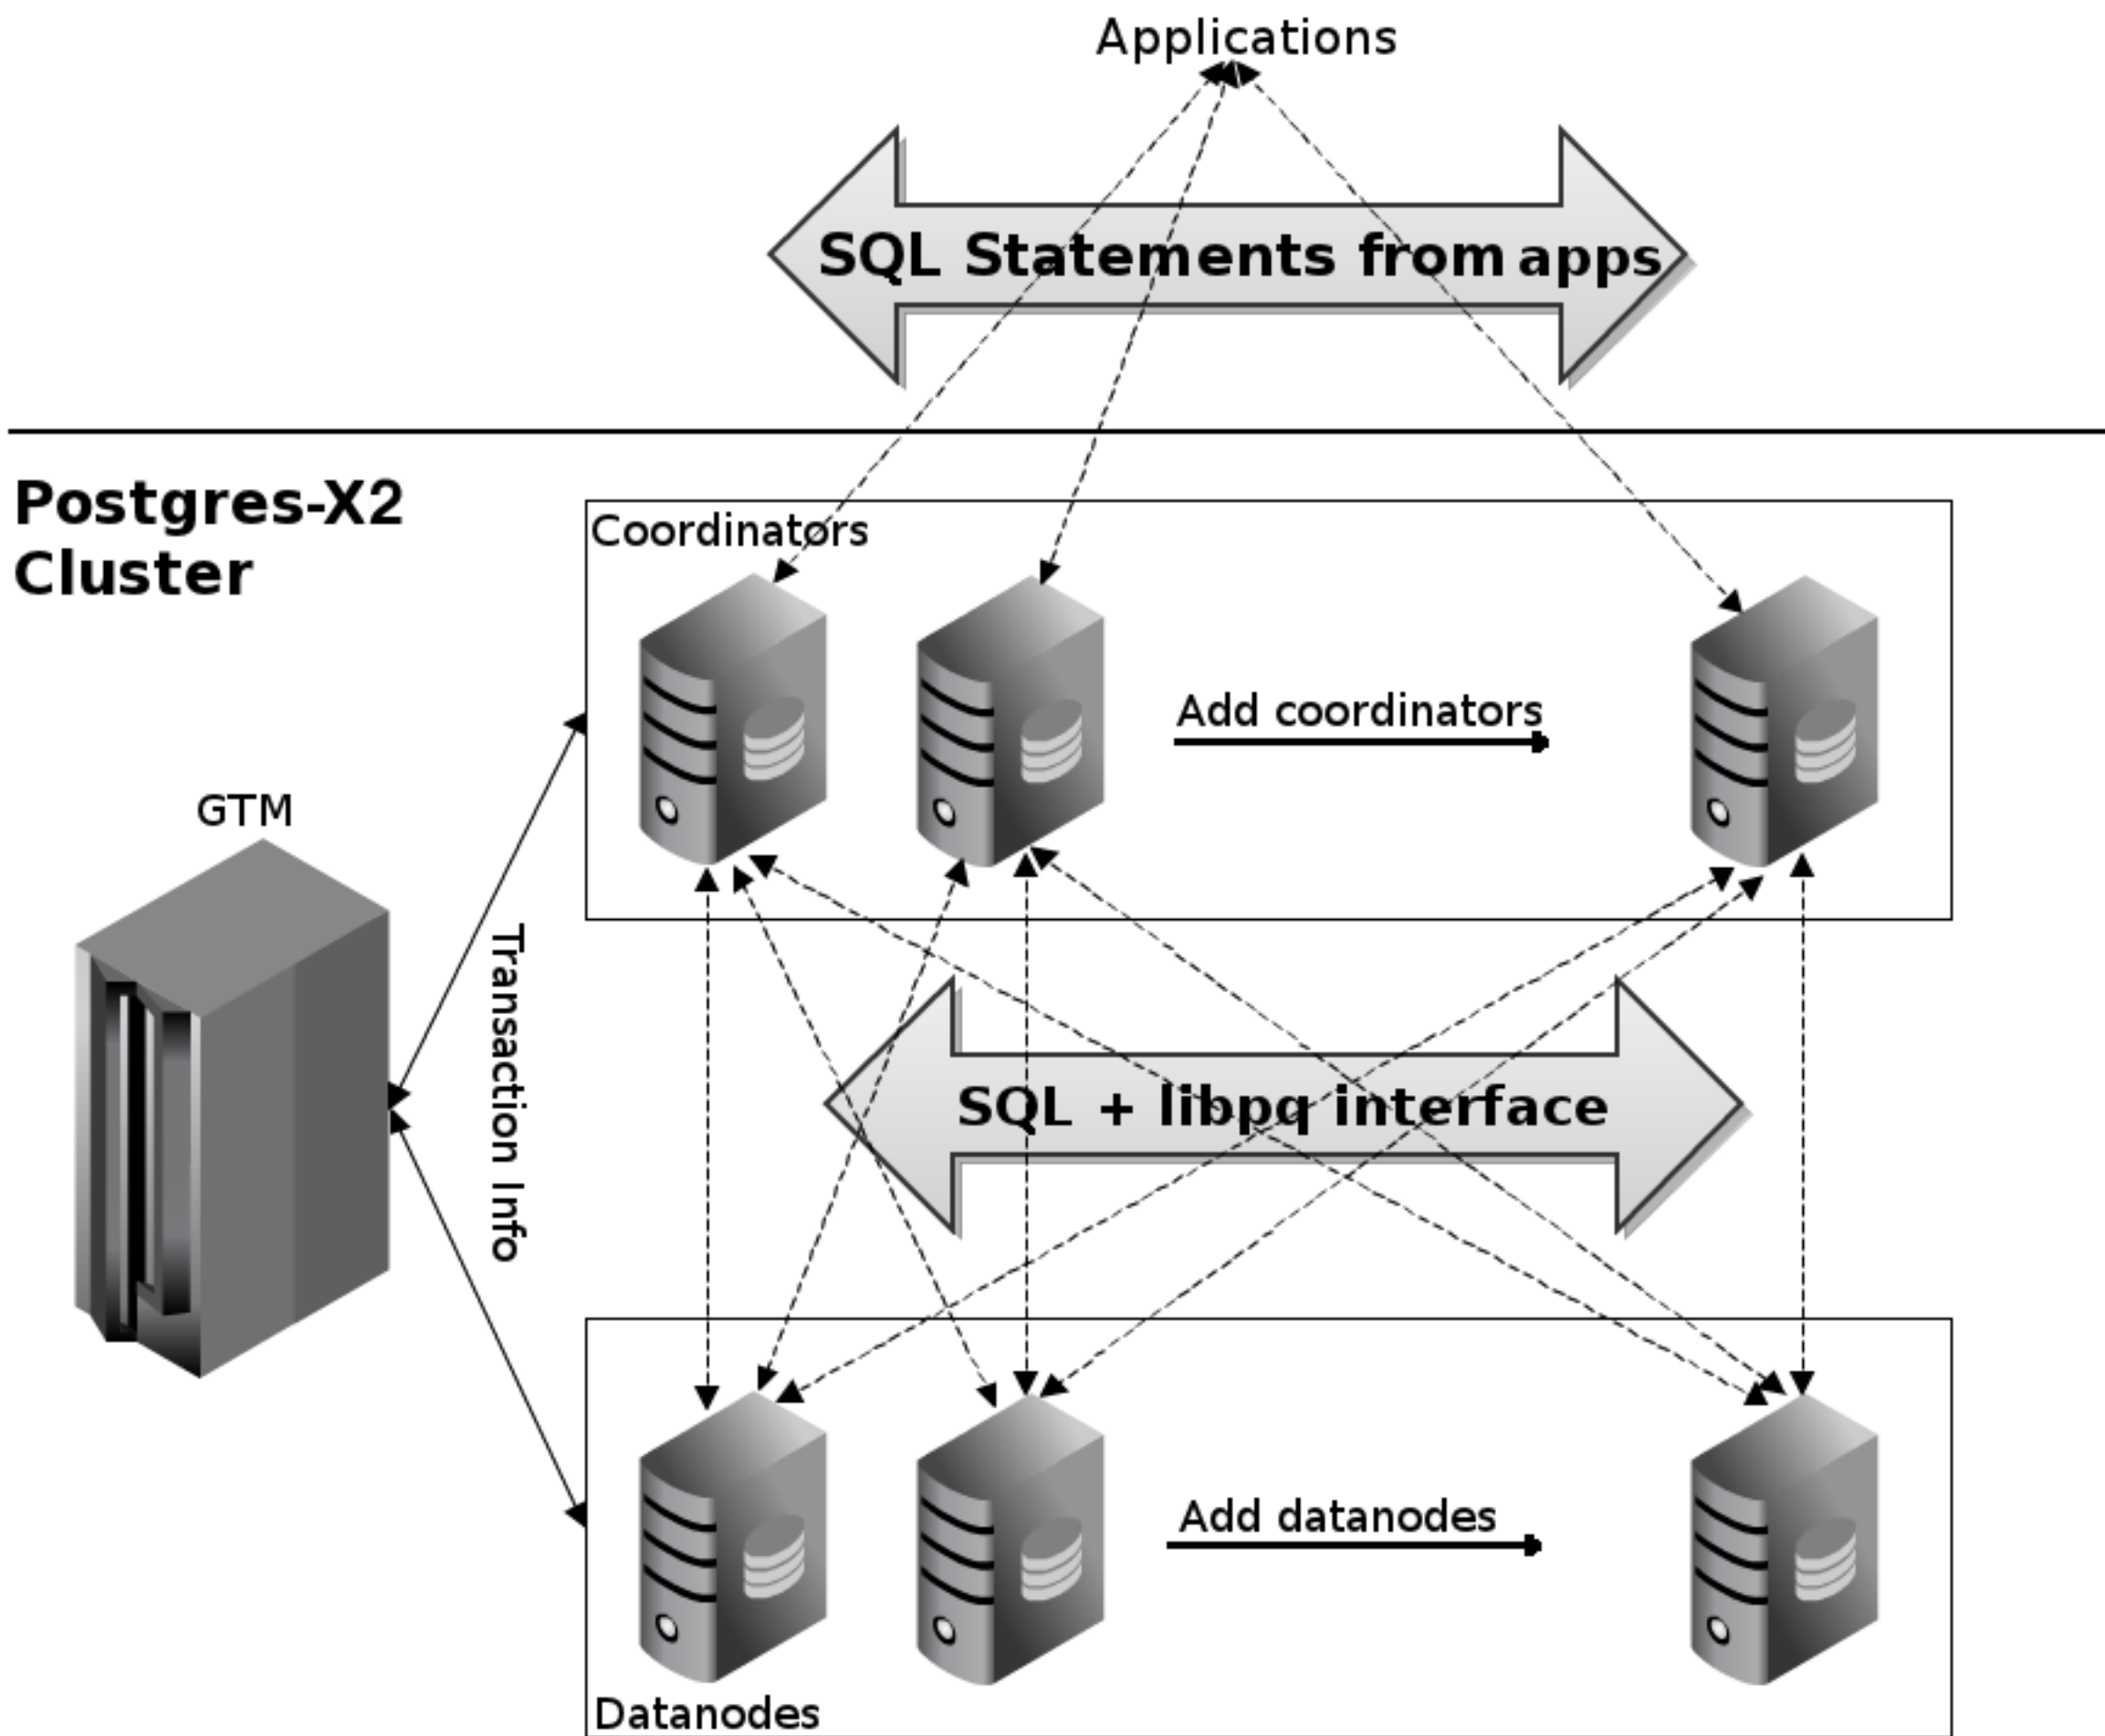 Applications
SQL Statements from apps
Postgres-X2
Cluster
Coordinators
Add coordinators
GTM
Transaction Info
SQL + libpq interface
Add datanodes
Datanodes